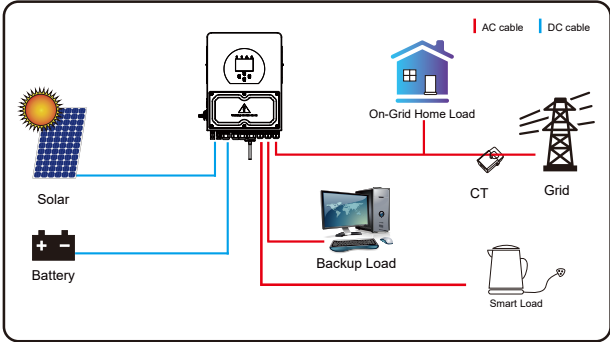 AC cable
DC cable
On-Grid Home Load
Solar
CT
Grid
Backup Load
Battery
Smart Load